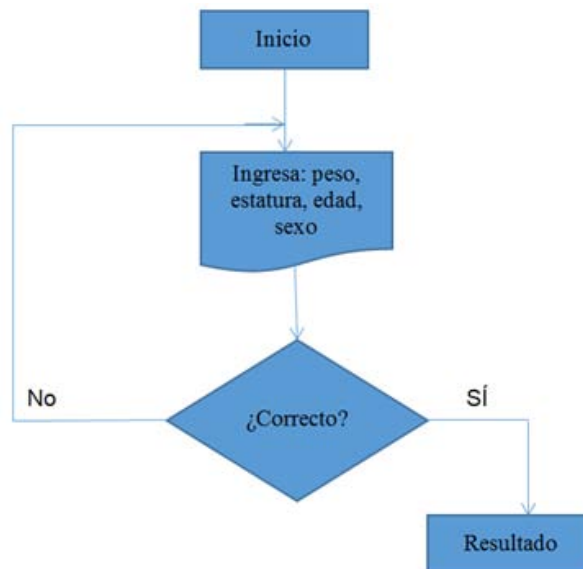 Inicio
Ingresa: peso,
estatura, edad,
sexo
¿Correcto?
No
SÍ
Resultado